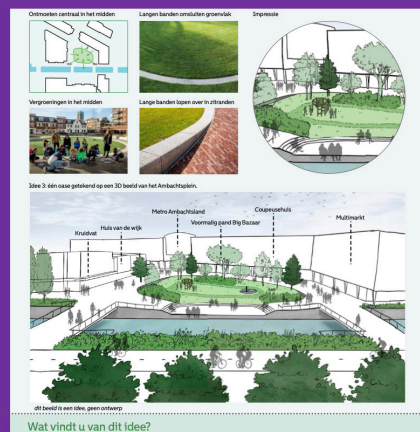 Ontmoeten centraal in het midden
Langen banden omsluiten groenvlak
Impressie
Vergroeningen in het midden
Lange banden lopen over in zitranden
Idee 3: één oase getekend op een 3D beeld van het Ambachtsplein.
Kruidvat
Huis van de wijk
Metro Ambachtsland
Voormalig pand Big Bazaar
Coupeusehuis
Multimarkt
dit beeld is een idee, geen ontwerp
Wat vindt u van dit idee?